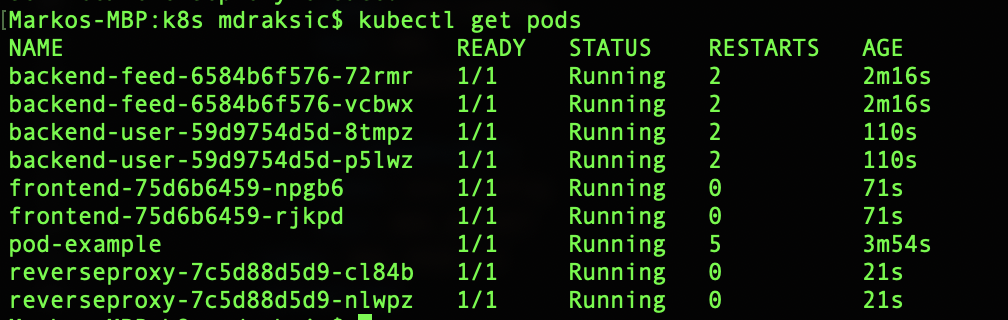 [Markos-MBP:k8s mdraksic$ kubectl get pods
NAME READY STATUS RESTARTS AGE
backend-feed-6584b6f576-72rmr 1/1 Running 2 2m16s
backend-feed-6584b6f576-vcbwx 1/1 Running 2 2m16s
backend-user-59d9754d5d-8tmpz 1/1 Running 2 110s
backend-user-59d9754d5d-p5lwz 1/1 Running 2 110s
frontend-75d6b6459-npgb6 1/1 Running 0 71s
frontend-75d6b6459-rjkpd 1/1 Running 0 71s
pod-example 1/1 Running 5 3m54s
reverseproxy-7c5d88d5d9-cl84b 1/1 Running 0 21s
reverseproxy-7c5d88d5d9-nlwpz 1/1 Running 0 21s